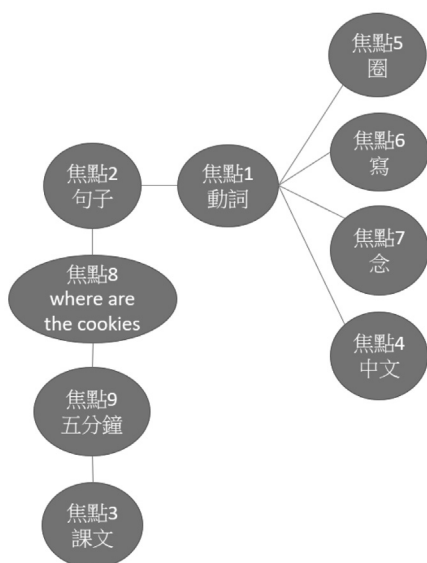 焦點5
圈
焦點6
寫
焦點2
句子
焦點1
動詞
焦點7
念
焦點8
where are
the cookies
焦點4
中文
焦點9
五分鐘
焦點3
課文